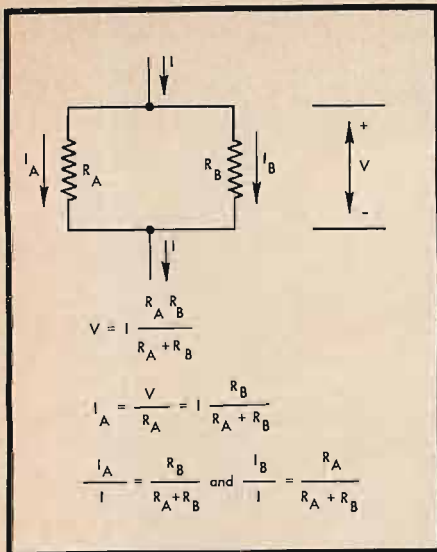 I
I_A R_A R_B I_B + V -
I
V = I R_A R_B / (R_A + R_B)
I_A = V / R_A = I R_B / (R_A + R_B)
I_A / I = R_B / (R_A + R_B) and I_B / I = R_A / (R_A + R_B)